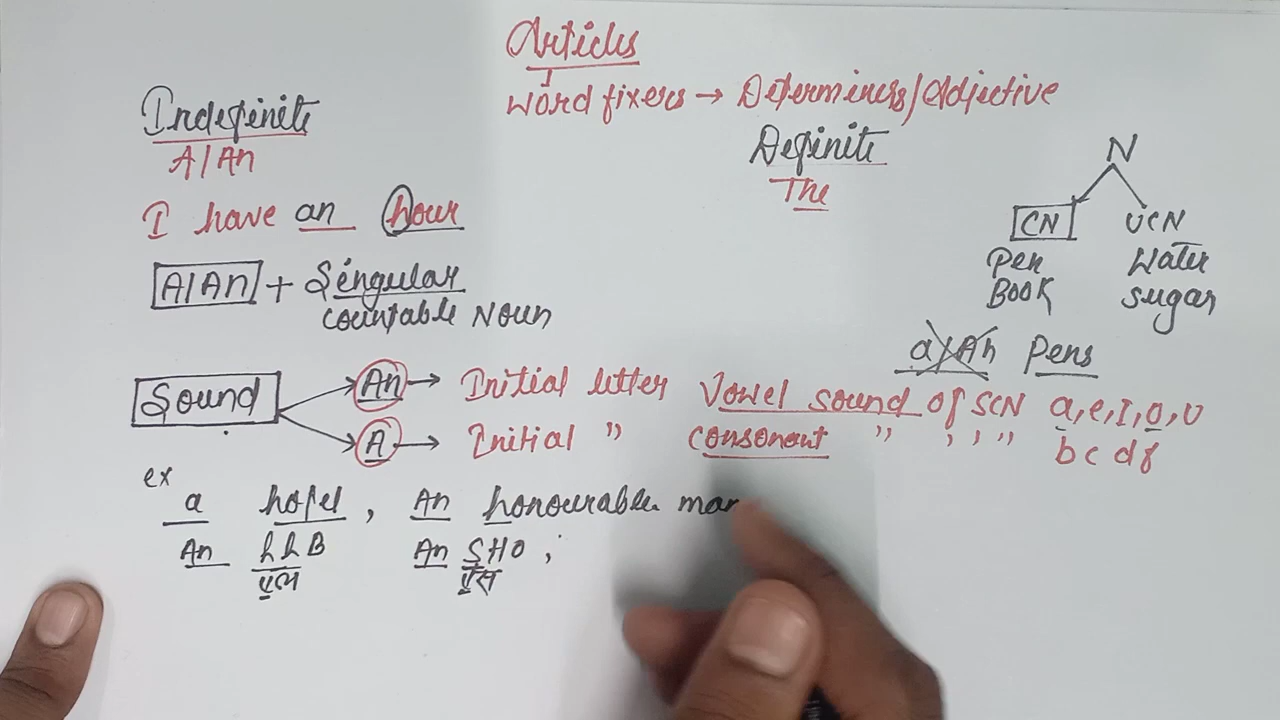 Articles
word fixers → Determiners/Adjective
Indefinite
A/An
Definite
The
I have an hour
A/An + Singular
countable Noun
N
CN UCN
Pen Water
Book Sugar
a/An Pens
Sound
An → Initial letter Vowel sound of SCN a, e, I, o, U
A → Initial " consonant " " " b c d f
ex
a hotel, An honourable man
An LLB An SHO ;
एल एस